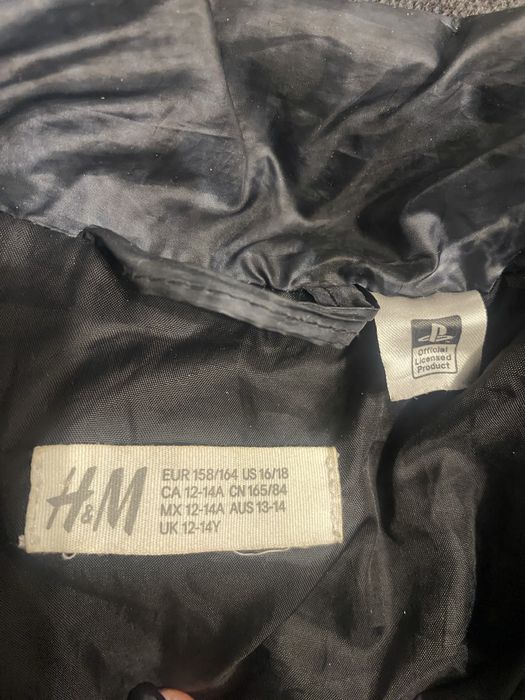 Official
Licensed
Product
H&M
EUR 158/164 US 16/18
CA 12-14A CN 165/84
MX 12-14A AUS 13-14
UK 12-14Y